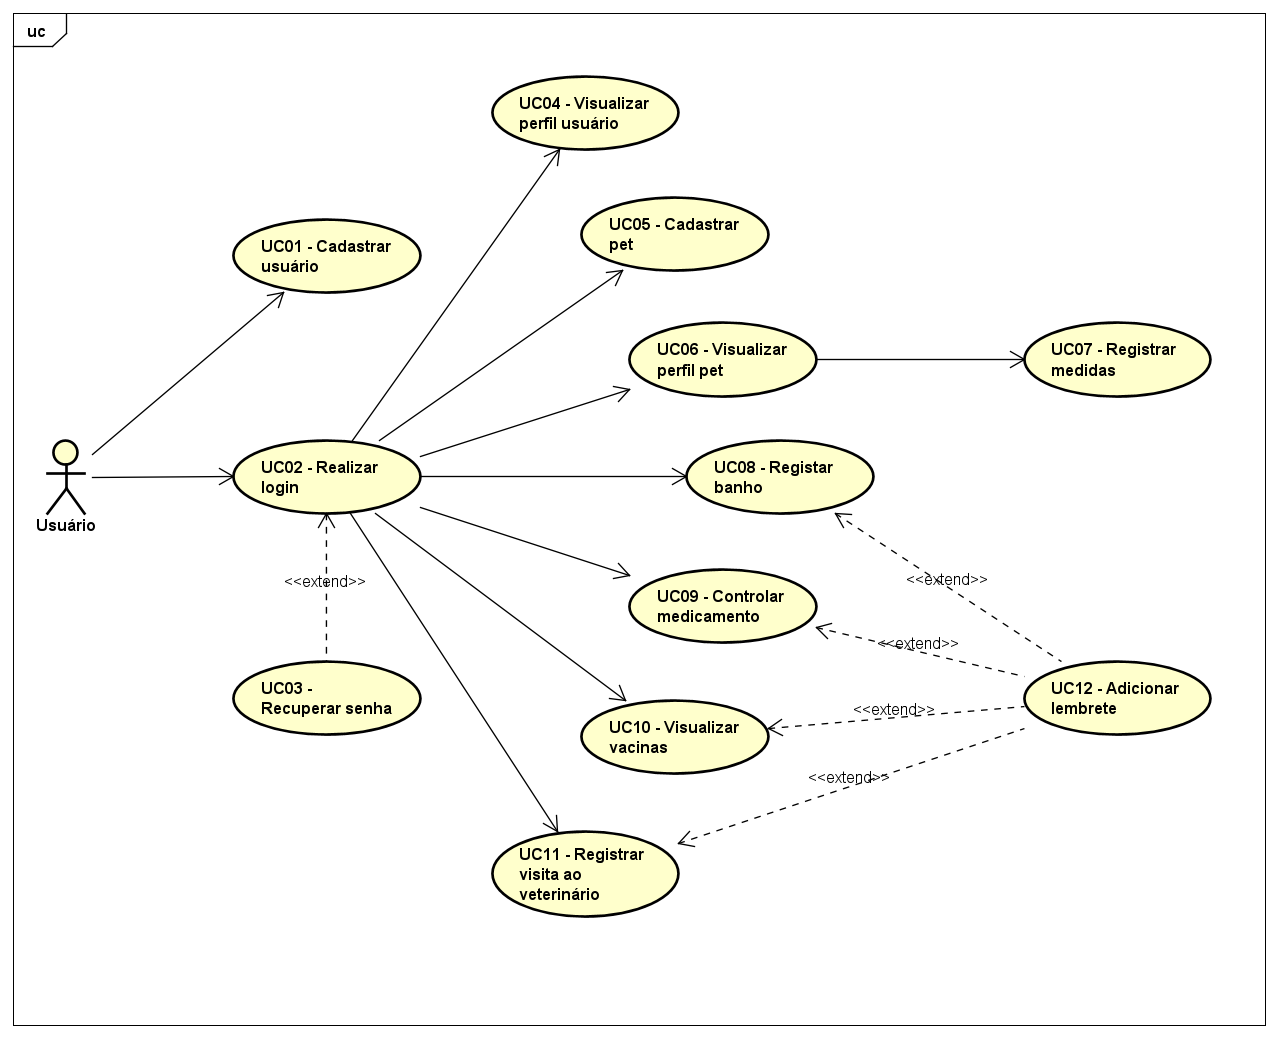 uc
UC04 - Visualizar
perfil usuário
UC05 - Cadastrar
pet
UC01 - Cadastrar
usuário
UC06 - Visualizar
perfil pet
UC07 - Registrar
medidas
UC02 - Realizar
login
UC08 - Registar
banho
Usuário
<<extend>>
<<extend>>
UC09 - Controlar
medicamento
<<extend>>
UC03 -
Recuperar senha
UC12 - Adicionar
lembrete
<<extend>>
UC10 - Visualizar
vacinas
<<extend>>
UC11 - Registrar
visita ao
veterinário